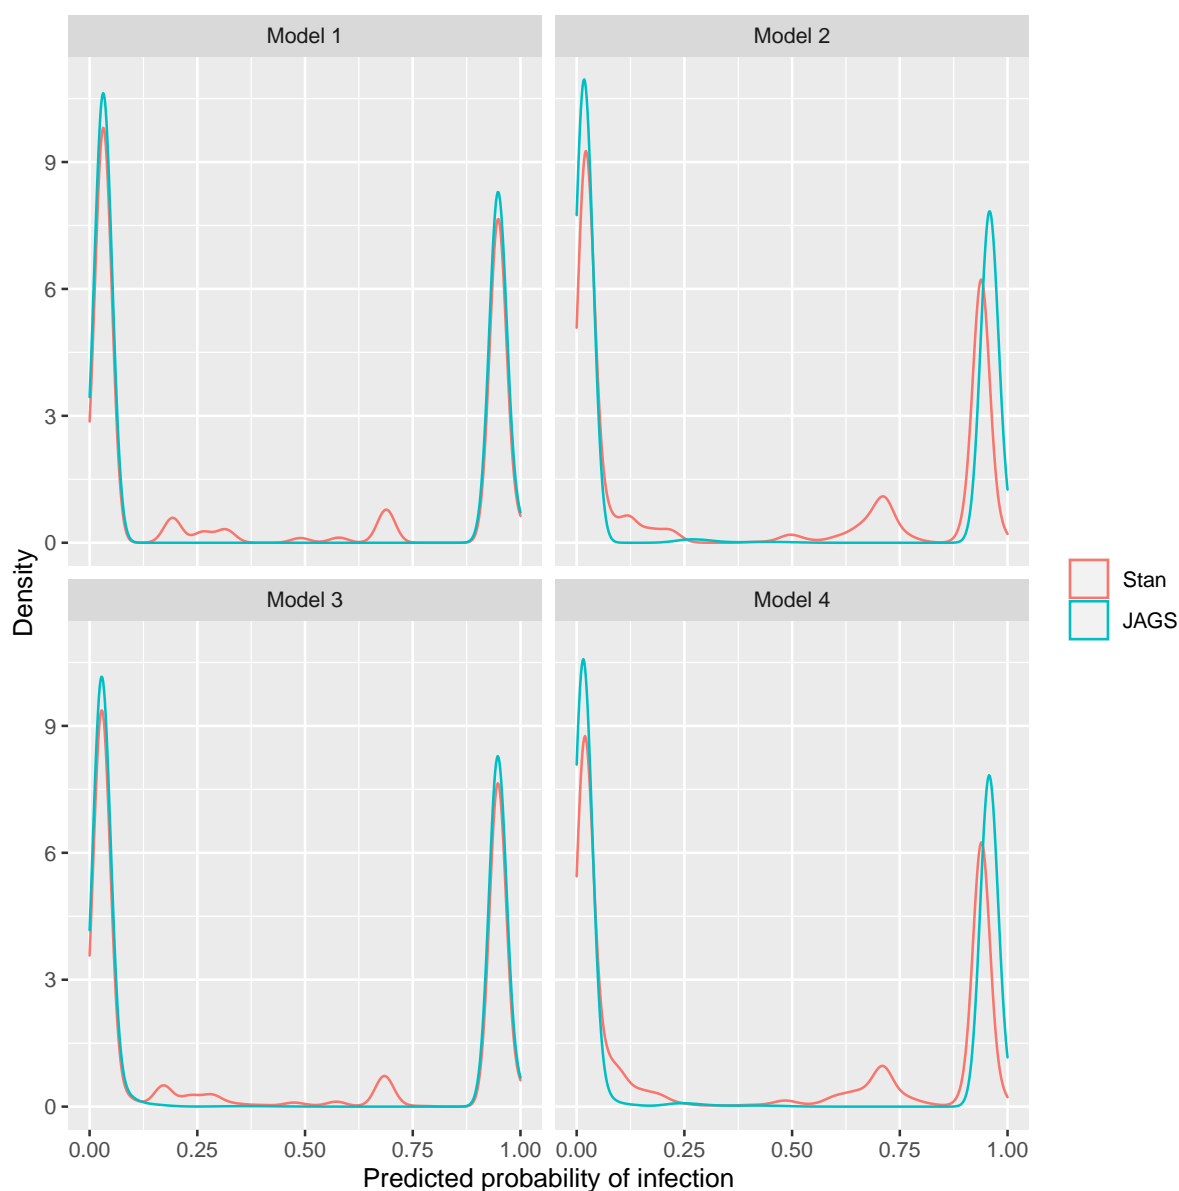 Model 1
Model 2
9
6
3
0
Model 3
Model 4
9
6
3
0
0.00 0.25 0.50 0.75 1.00
0.00 0.25 0.50 0.75 1.00
Predicted probability of infection
Density
Stan
JAGS